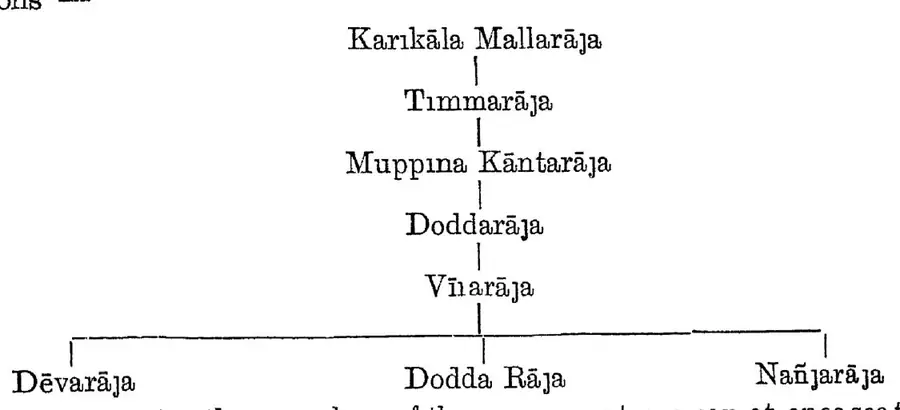 Karikāla Mallarāja
Timmarāja
Muppina Kāntarāja
Doddarāja
Vīrarāja
Dēvarāja Dodda Rāja Nañjarāja